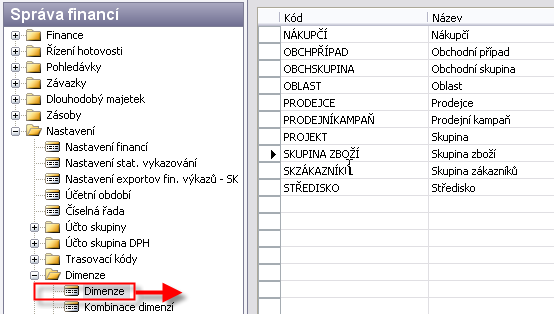 Správa financí
Finance
Řízení hotovosti
Pohledávky
Závazky
Dlouhodobý majetek
Zásoby
Nastavení
Nastavení financí
Nastavení stat. vykazování
Nastavení exportov fin. výkazů - SK
Účetní období
Číselná řada
Účto skupiny
Účto skupina DPH
Trasovací kódy
Dimenze
Dimenze
Kombinace dimenzí
Kód Název
NÁKUPČÍ Nákupčí
OBCHPŘÍPAD Obchodní případ
OBCHSKUPINA Obchodní skupina
OBLAST Oblast
PRODEJCE Prodejce
PRODEJNÍKAMPAŇ Prodejní kampaň
PROJEKT Skupina
SKUPINA ZBOŽÍ Skupina zboží
SKZÁKAZNÍKŮ Skupina zákazníků
STŘEDISKO Středisko